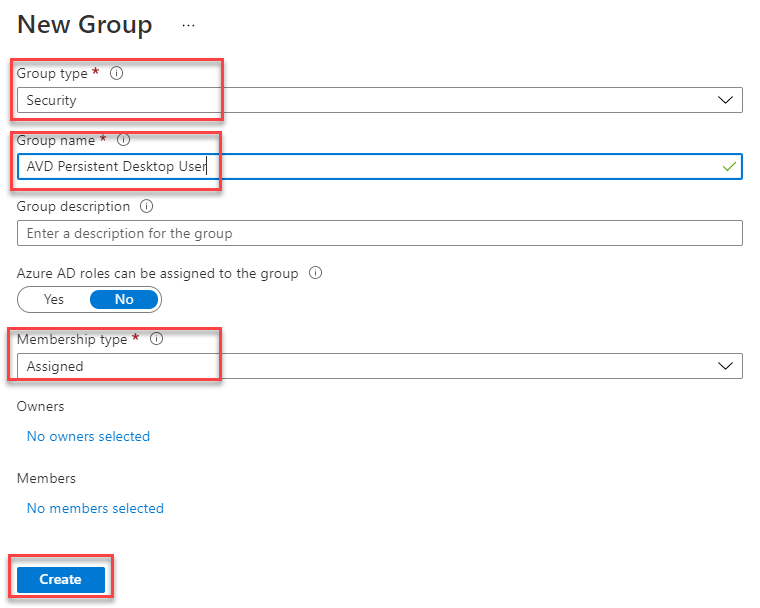 New Group ...
Group type *
Security
Group name *
AVD Persistent Desktop User
Group description
Enter a description for the group
Azure AD roles can be assigned to the group
Yes No
Membership type *
Assigned
Owners
No owners selected
Members
No members selected
Create